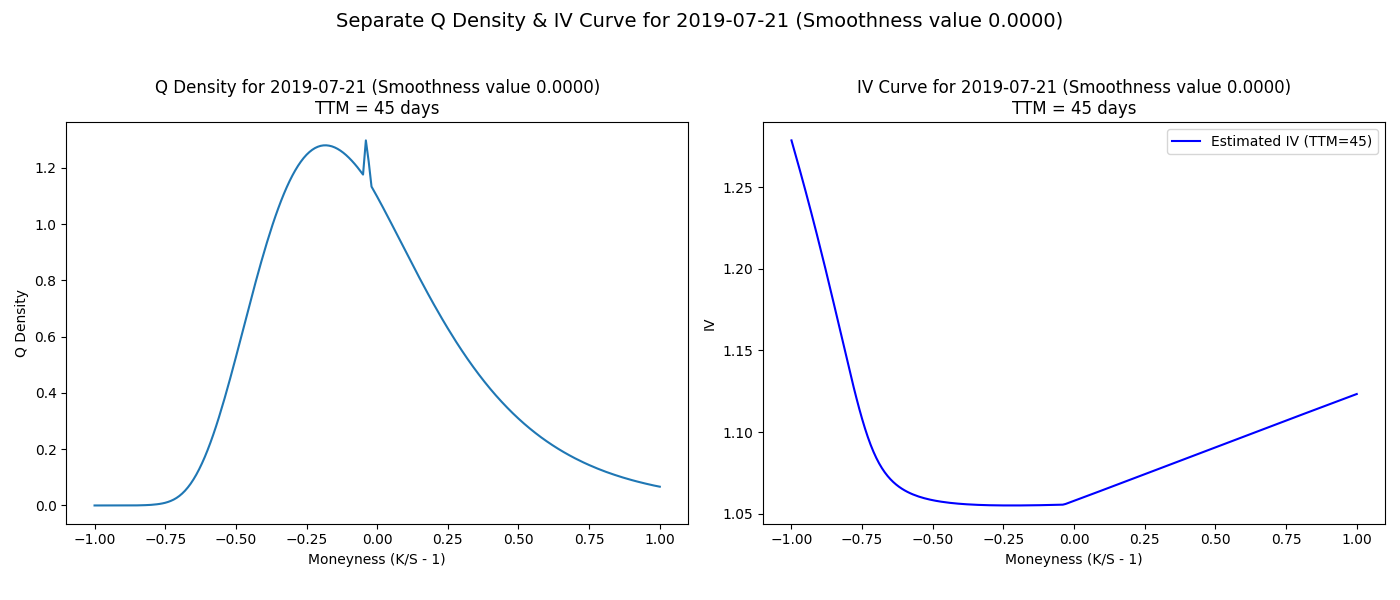 Separate Q Density & IV Curve for 2019-07-21 (Smoothness value 0.0000)
Q Density for 2019-07-21 (Smoothness value 0.0000)
TTM = 45 days
Q Density
1.2
1.0
0.8
0.6
0.4
0.2
0.0
−1.00 −0.75 −0.50 −0.25 0.00 0.25 0.50 0.75 1.00
Moneyness (K/S - 1)
IV Curve for 2019-07-21 (Smoothness value 0.0000)
TTM = 45 days
Estimated IV (TTM=45)
IV
1.25
1.20
1.15
1.10
1.05
−1.00 −0.75 −0.50 −0.25 0.00 0.25 0.50 0.75 1.00
Moneyness (K/S - 1)